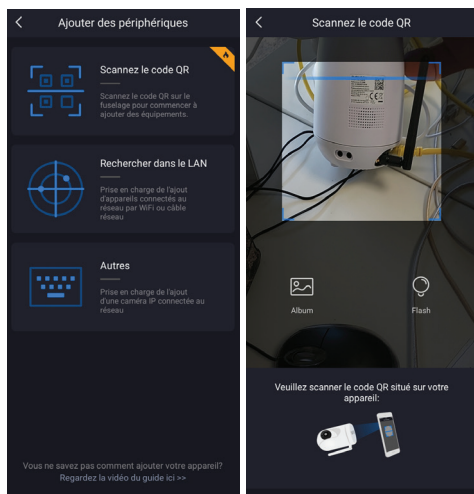 Ajouter des périphériques
Scannez le code QR
Scannez le code QR sur le
fuselage pour commencer à
ajouter des équipements.
Rechercher dans le LAN
Prise en charge de l'ajout
d'appareils connectés au
réseau par WiFi ou câble
réseau
Autres
Prise en charge de l'ajout
d'une caméra IP connectée au
réseau
Vous ne savez pas comment ajouter votre appareil?
Regardez la vidéo du guide ici >>
Scannez le code QR
Album
Flash
Veuillez scanner le code QR situé sur votre
appareil: